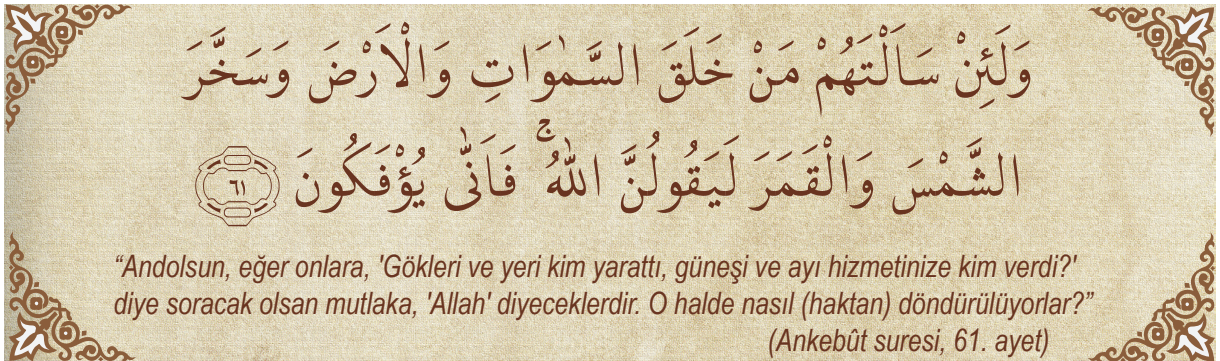 وَلَئِنْ سَاَلْتَهُمْ مَنْ خَلَقَ السَّمٰوَاتِ وَالْاَرْضَ وَسَخَّرَ
الشَّمْسَ وَالْقَمَرَ لَيَقُولُنَّ اللّٰهُۚ فَاَنّٰى يُؤْفَكُونَ ﴿٦١﴾
“Andolsun, eğer onlara, 'Gökleri ve yeri kim yarattı, güneşi ve ayı hizmetinize kim verdi?'
diye soracak olsan mutlaka, 'Allah' diyeceklerdir. O halde nasıl (haktan) döndürülüyorlar?”
(Ankebût suresi, 61. ayet)